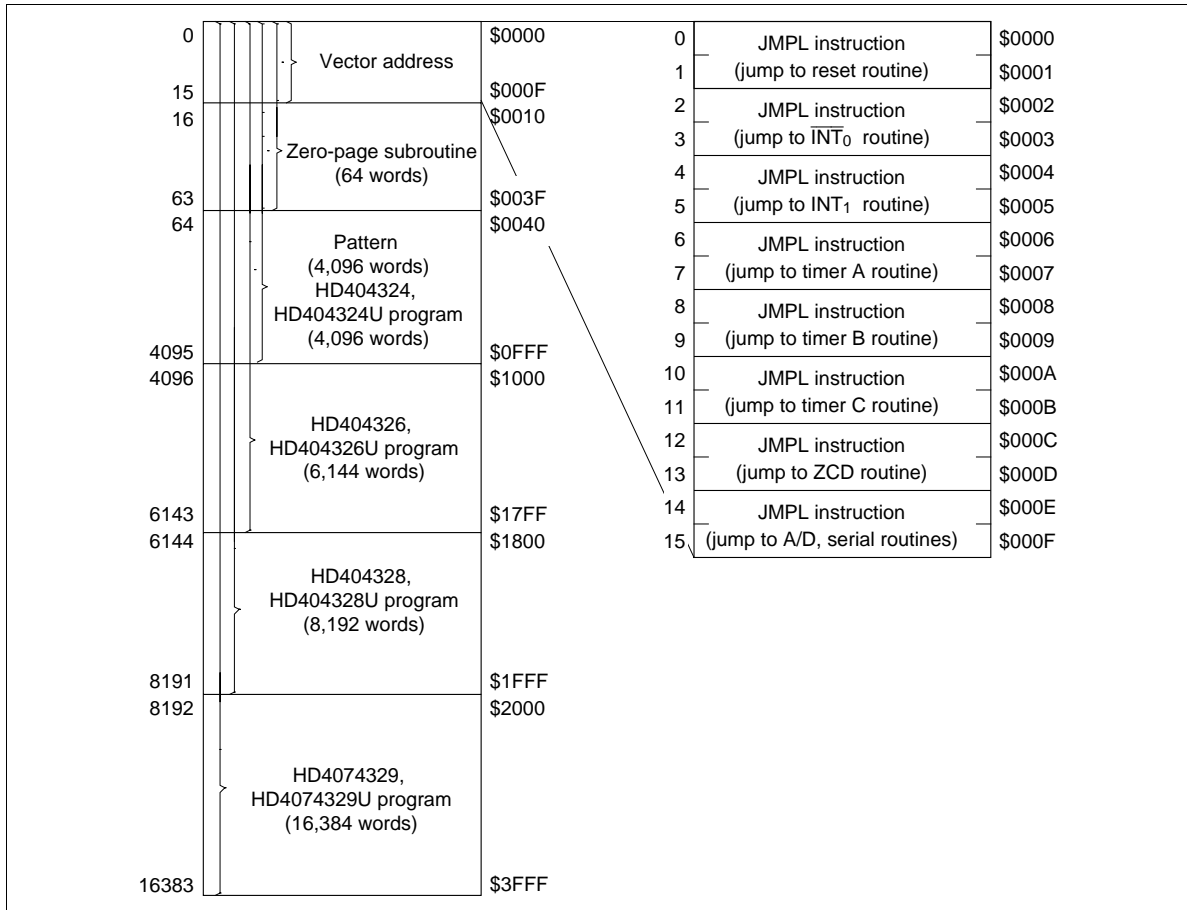 0
Vector address
$0000
15
$000F
16
$0010
Zero-page subroutine
(64 words)
63
$003F
64
$0040
Pattern
(4,096 words)
HD404324,
HD404324U program
(4,096 words)
4095
$0FFF
4096
$1000
HD404326,
HD404326U program
(6,144 words)
6143
$17FF
6144
$1800
HD404328,
HD404328U program
(8,192 words)
8191
$1FFF
8192
$2000
HD4074329,
HD4074329U program
(16,384 words)
16383
$3FFF
0 JMPL instruction $0000
1 (jump to reset routine) $0001
2 JMPL instruction $0002
3 (jump to I̅N̅T̅₀ routine) $0003
4 JMPL instruction $0004
5 (jump to INT₁ routine) $0005
6 JMPL instruction $0006
7 (jump to timer A routine) $0007
8 JMPL instruction $0008
9 (jump to timer B routine) $0009
10 JMPL instruction $000A
11 (jump to timer C routine) $000B
12 JMPL instruction $000C
13 (jump to ZCD routine) $000D
14 JMPL instruction $000E
15 (jump to A/D, serial routines) $000F